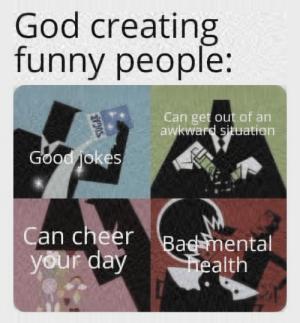 God creating
funny people:
SUGAR
Good jokes
Can get out of an
awkward situation
Can cheer
your day
Bad mental
health